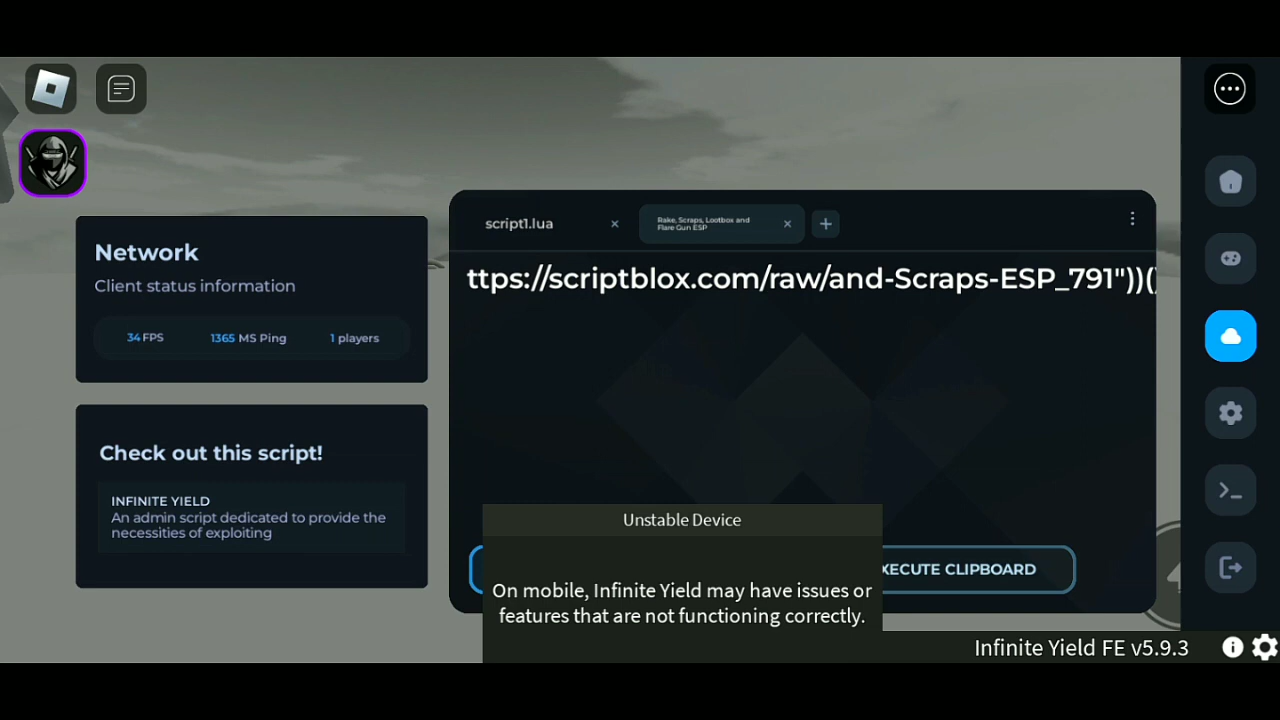 Network
Client status information
34 FPS
1365 MS Ping
1 players
Check out this script!
INFINITE YIELD
An admin script dedicated to provide the
necessities of exploiting
script1.lua
Rake, Scraps, Lootbox and
Flare Gun ESP
ttps://scriptblox.com/raw/and-Scraps-ESP_791"))()
XECUTE CLIPBOARD
Unstable Device
On mobile, Infinite Yield may have issues or
features that are not functioning correctly.
Infinite Yield FE v5.9.3